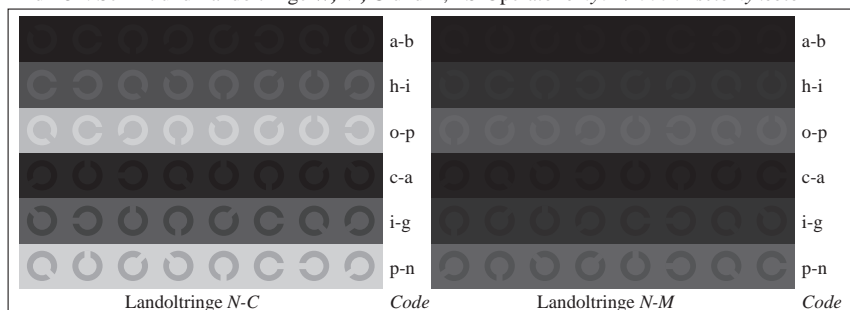 a-b a-b
h-i h-i
o-p o-p
c-a c-a
i-g i-g
p-n p-n
Landoltringe N-C Code Landoltringe N-M Code